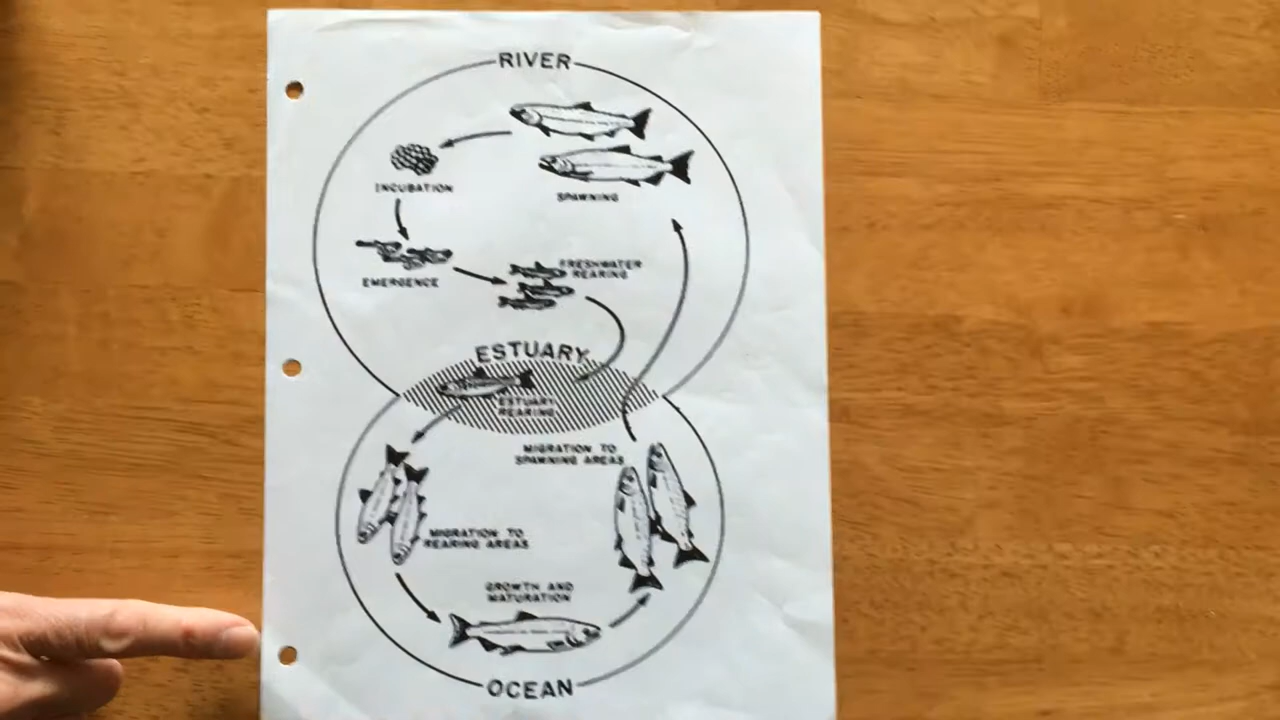 RIVER
INCUBATION
SPAWNING
EMERGENCE
FRESHWATER
REARING
ESTUARY
ESTUARY
REARING
MIGRATION TO
SPAWNING AREAS
MIGRATION TO
REARING AREAS
GROWTH AND
MATURATION
OCEAN